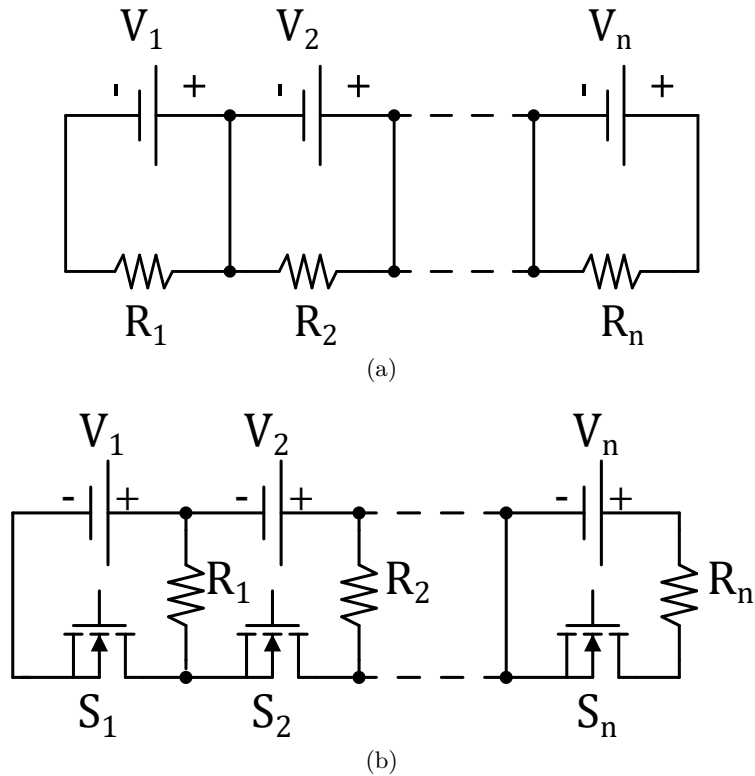 V₁ V₂ Vₙ
- + - + - +
R₁ R₂ Rₙ
(a)
V₁ V₂ Vₙ
- + - + - +
R₁ R₂ Rₙ
S₁ S₂ Sₙ
(b)